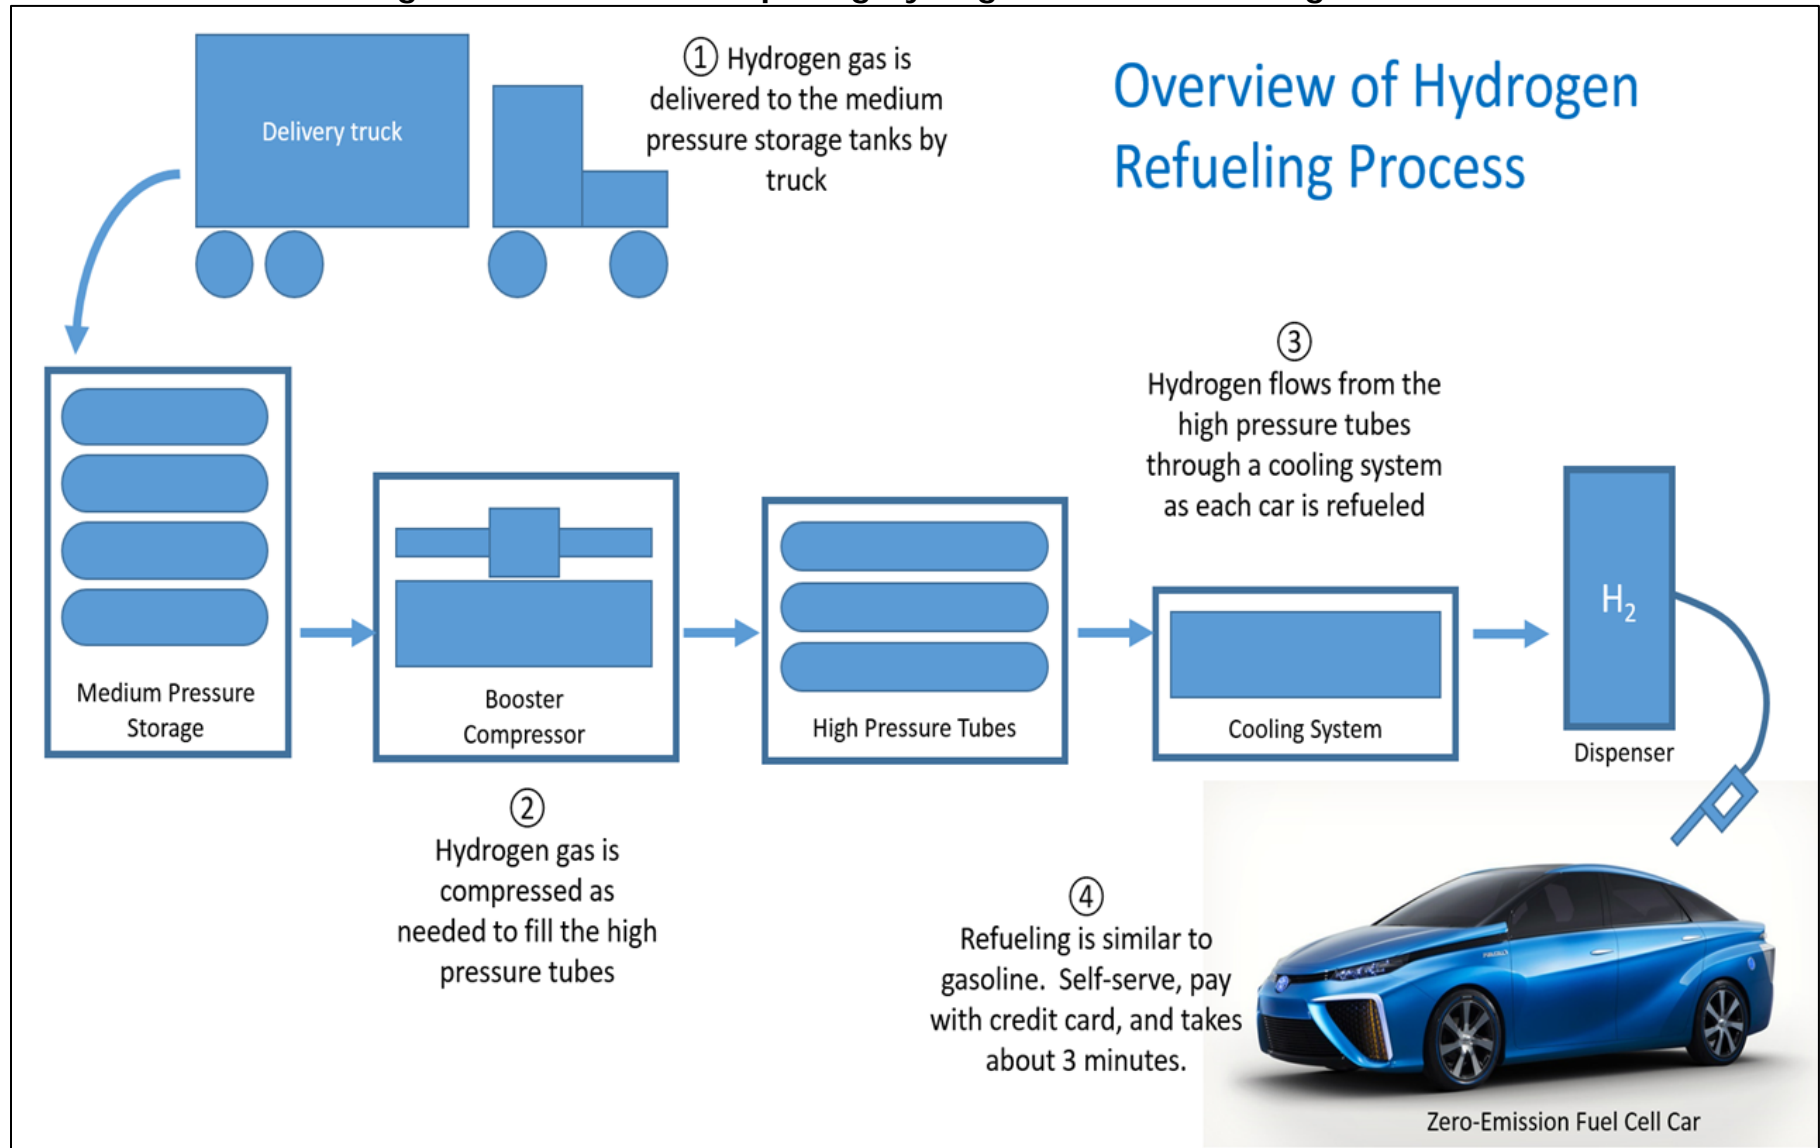 Overview of Hydrogen
Refueling Process
Delivery truck
① Hydrogen gas is
delivered to the medium
pressure storage tanks by
truck
Medium Pressure
Storage
Booster
Compressor
②
Hydrogen gas is
compressed as
needed to fill the high
pressure tubes
High Pressure Tubes
③
Hydrogen flows from the
high pressure tubes
through a cooling system
as each car is refueled
Cooling System
H₂
Dispenser
④
Refueling is similar to
gasoline.  Self-serve, pay
with credit card, and takes
about 3 minutes.
Zero-Emission Fuel Cell Car